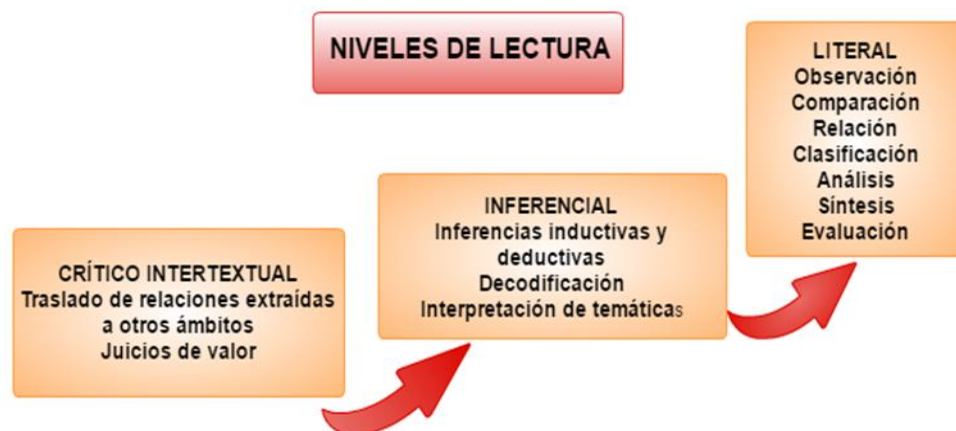 NIVELES DE LECTURA
CRÍTICO INTERTEXTUAL
Traslado de relaciones extraídas
a otros ámbitos
Juicios de valor
INFERENCIAL
Inferencias inductivas y
deductivas
Decodificación
Interpretación de temáticas
LITERAL
Observación
Comparación
Relación
Clasificación
Análisis
Síntesis
Evaluación